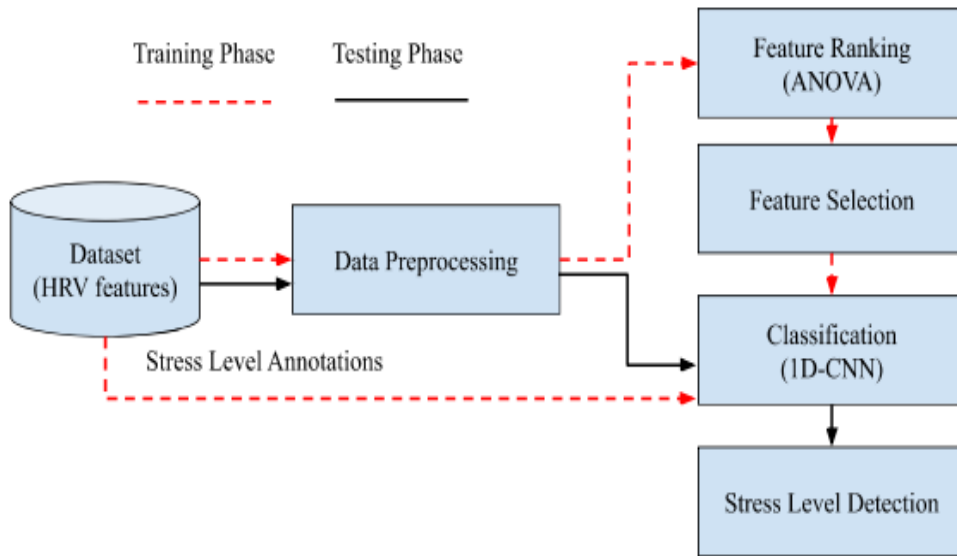 Training Phase
Testing Phase
Feature Ranking
(ANOVA)
Feature Selection
Dataset
(HRV features)
Data Preprocessing
Stress Level Annotations
Classification
(1D-CNN)
Stress Level Detection